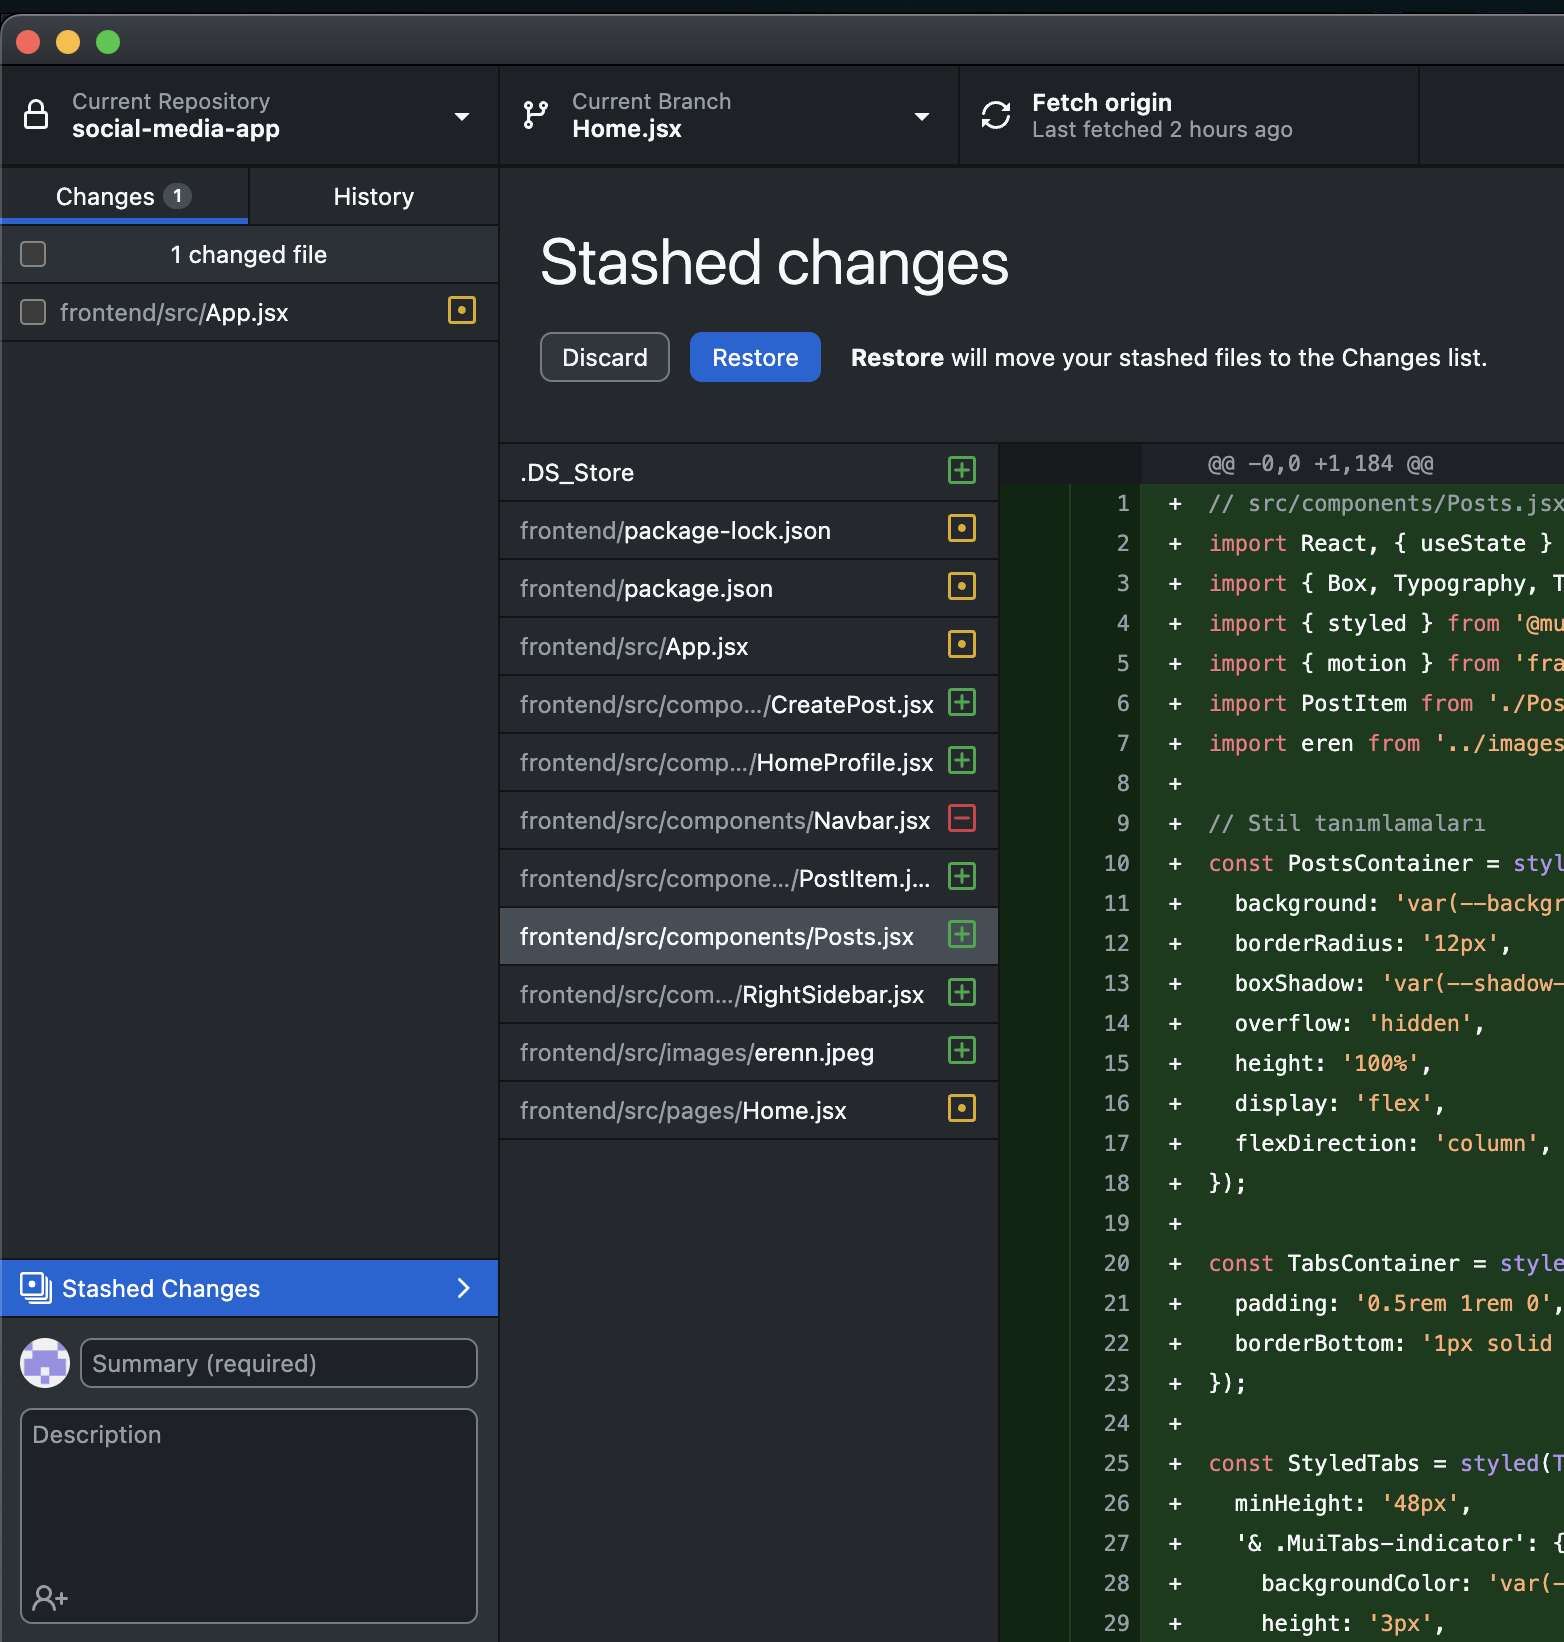 Current Repository
social-media-app
Current Branch
Home.jsx
Fetch origin
Last fetched 2 hours ago
Changes 1
History
1 changed file
frontend/src/App.jsx
Stashed changes
Discard
Restore
Restore will move your stashed files to the Changes list.
.DS_Store
frontend/package-lock.json
frontend/package.json
frontend/src/App.jsx
frontend/src/compo.../CreatePost.jsx
frontend/src/comp.../HomeProfile.jsx
frontend/src/components/Navbar.jsx
frontend/src/compone.../PostItem.j...
frontend/src/components/Posts.jsx
frontend/src/com.../RightSidebar.jsx
frontend/src/images/erenn.jpeg
frontend/src/pages/Home.jsx
@@ -0,0 +1,184 @@
1 + // src/components/Posts.jsx
2 + import React, { useState }
3 + import { Box, Typography, T
4 + import { styled } from '@mu
5 + import { motion } from 'fra
6 + import PostItem from './Pos
7 + import eren from '../images
8 +
9 + // Stil tanımlamaları
10 + const PostsContainer = styl
11 + background: 'var(--backgr
12 + borderRadius: '12px',
13 + boxShadow: 'var(--shadow-
14 + overflow: 'hidden',
15 + height: '100%',
16 + display: 'flex',
17 + flexDirection: 'column',
18 + });
19 +
20 + const TabsContainer = style
21 + padding: '0.5rem 1rem 0',
22 + borderBottom: '1px solid
23 + });
24 +
25 + const StyledTabs = styled(T
26 + minHeight: '48px',
27 + '& .MuiTabs-indicator': {
28 + backgroundColor: 'var(-
29 + height: '3px',
Stashed Changes
Summary (required)
Description